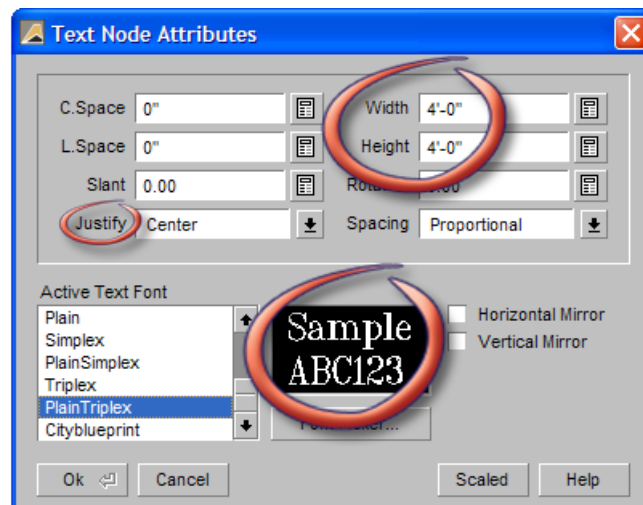 Text Node Attributes
C.Space 0" Width 4'-0"
L.Space 0" Height 4'-0"
Slant 0.00
Justify Center Spacing Proportional
Active Text Font
Plain
Simplex
PlainSimplex
Triplex
PlainTriplex
Cityblueprint
Sample
ABC123
Horizontal Mirror
Vertical Mirror
Ok Cancel Scaled Help